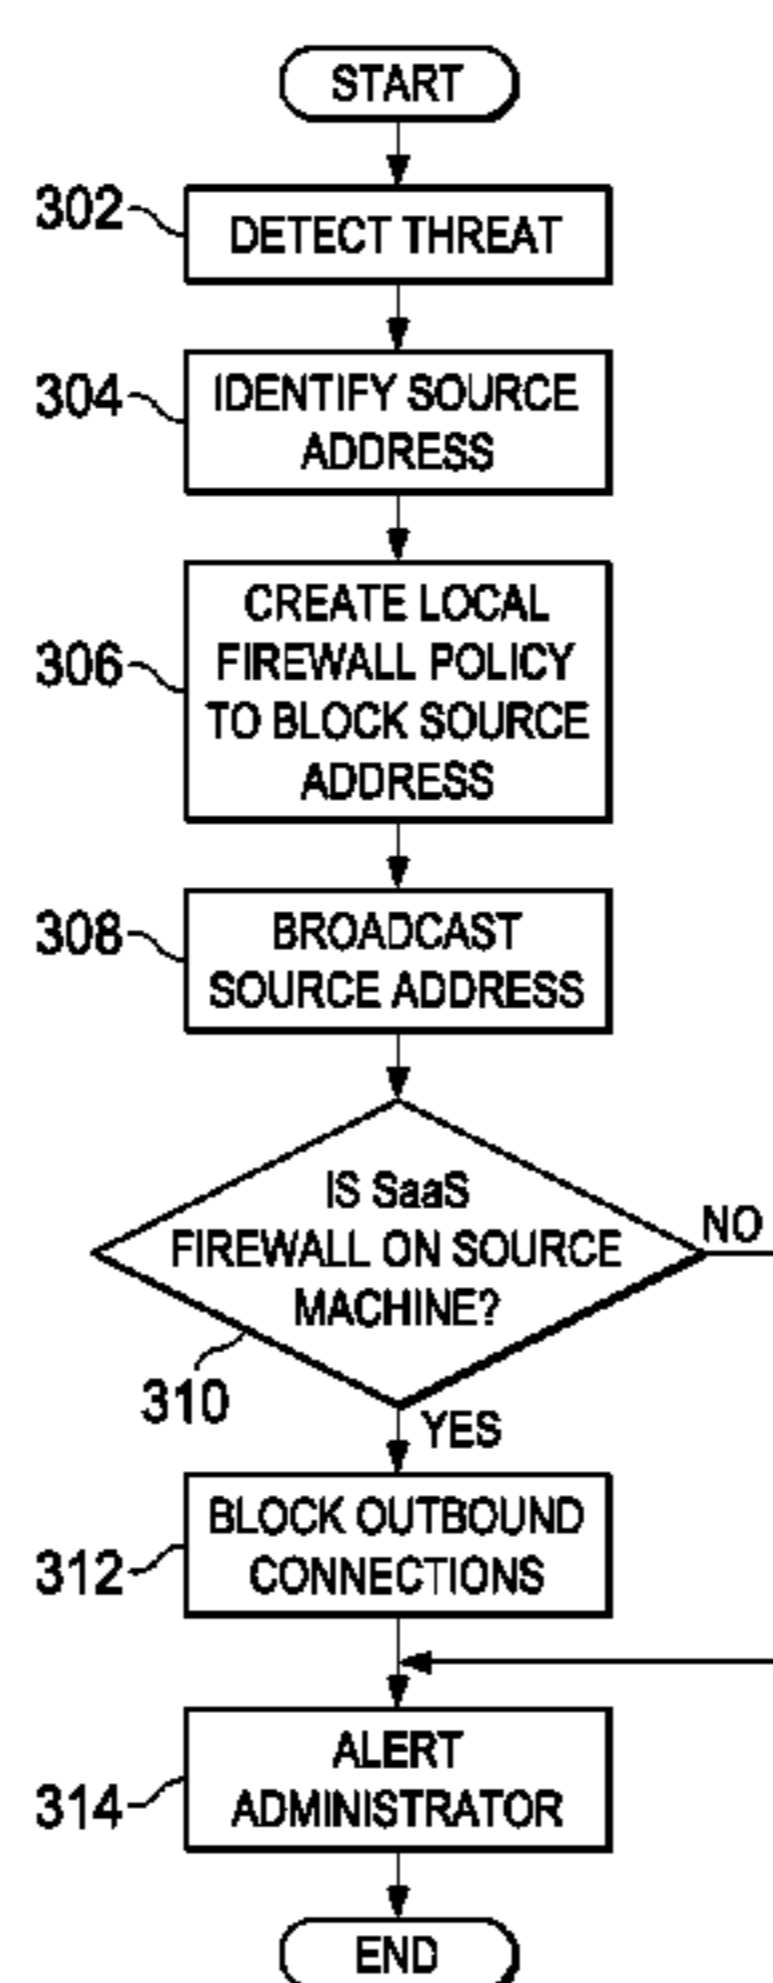 START
302
DETECT THREAT
304
IDENTIFY SOURCE
ADDRESS
306
CREATE LOCAL
FIREWALL POLICY
TO BLOCK SOURCE
ADDRESS
308
BROADCAST
SOURCE ADDRESS
IS SaaS
FIREWALL ON SOURCE
MACHINE?
NO
310
YES
312
BLOCK OUTBOUND
CONNECTIONS
314
ALERT
ADMINISTRATOR
END